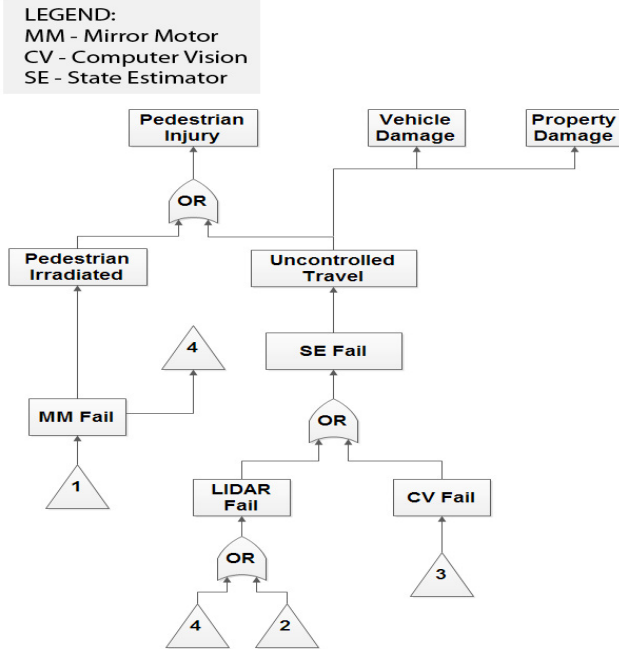 LEGEND:
MM - Mirror Motor
CV - Computer Vision
SE - State Estimator
Pedestrian
Injury
Vehicle
Damage
Property
Damage
OR
Pedestrian
Irradiated
Uncontrolled
Travel
4
SE Fail
MM Fail
OR
1
LIDAR
Fail
CV Fail
OR
3
4
2